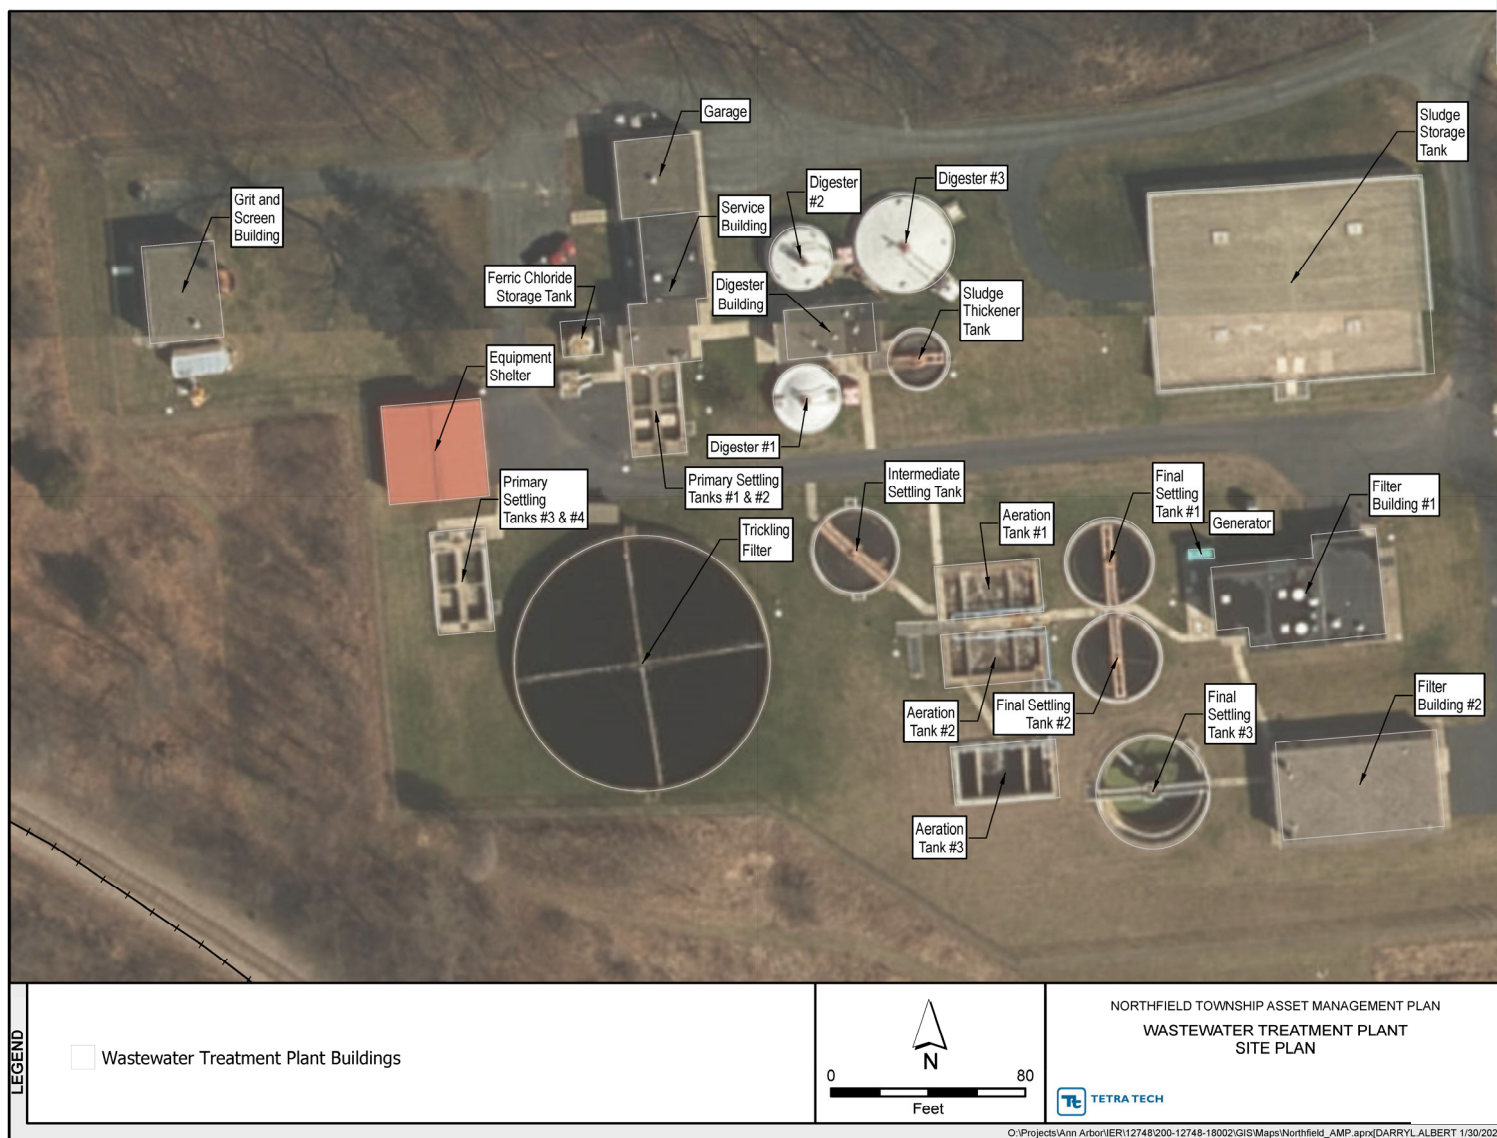 Garage
Sludge
Storage
Tank
Digester
#2
Digester #3
Grit and
Screen
Building
Service
Building
Ferric Chloride
Storage Tank
Digester
Building
Sludge
Thickener
Tank
Equipment
Shelter
Digester #1
Primary Settling
Tanks #1 & #2
Intermediate
Settling Tank
Primary
Settling
Tanks #3 & #4
Trickling
Filter
Aeration
Tank #1
Final
Settling
Tank #1
Generator
Filter
Building #1
Aeration
Tank #2
Final Settling
Tank #2
Final
Settling
Tank #3
Filter
Building #2
Aeration
Tank #3
LEGEND
Wastewater Treatment Plant Buildings
N
0 80
Feet
NORTHFIELD TOWNSHIP ASSET MANAGEMENT PLAN
WASTEWATER TREATMENT PLANT
SITE PLAN
Tt TETRA TECH
O:\Projects\Ann Arbor\IER\12748\200-12748-18002\GIS\Maps\Northfield_AMP.aprx[DARRYL.ALBERT 1/30/202